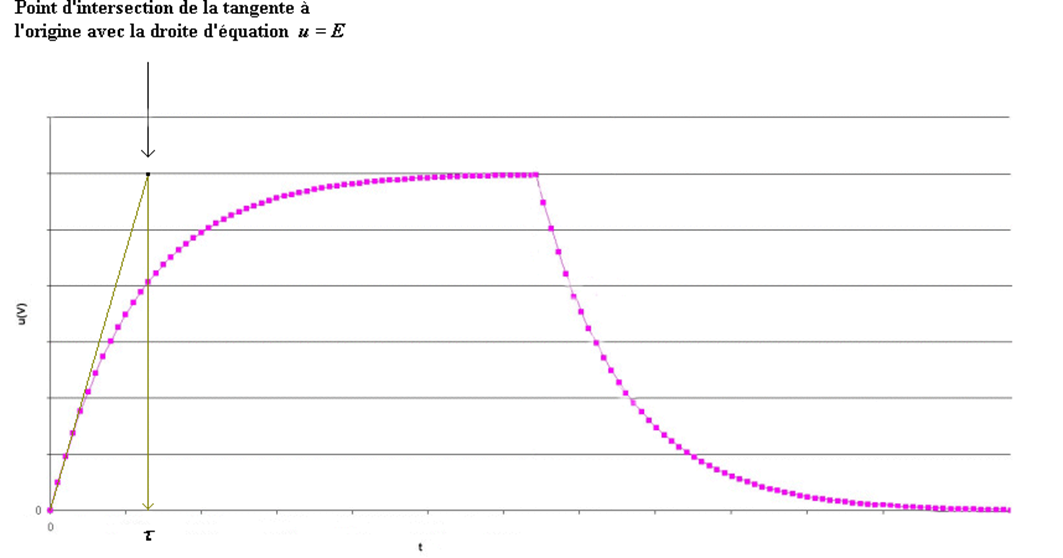 Point d'intersection de la tangente à
l'origine avec la droite d'équation u = E
u(V)
0
0
τ
t